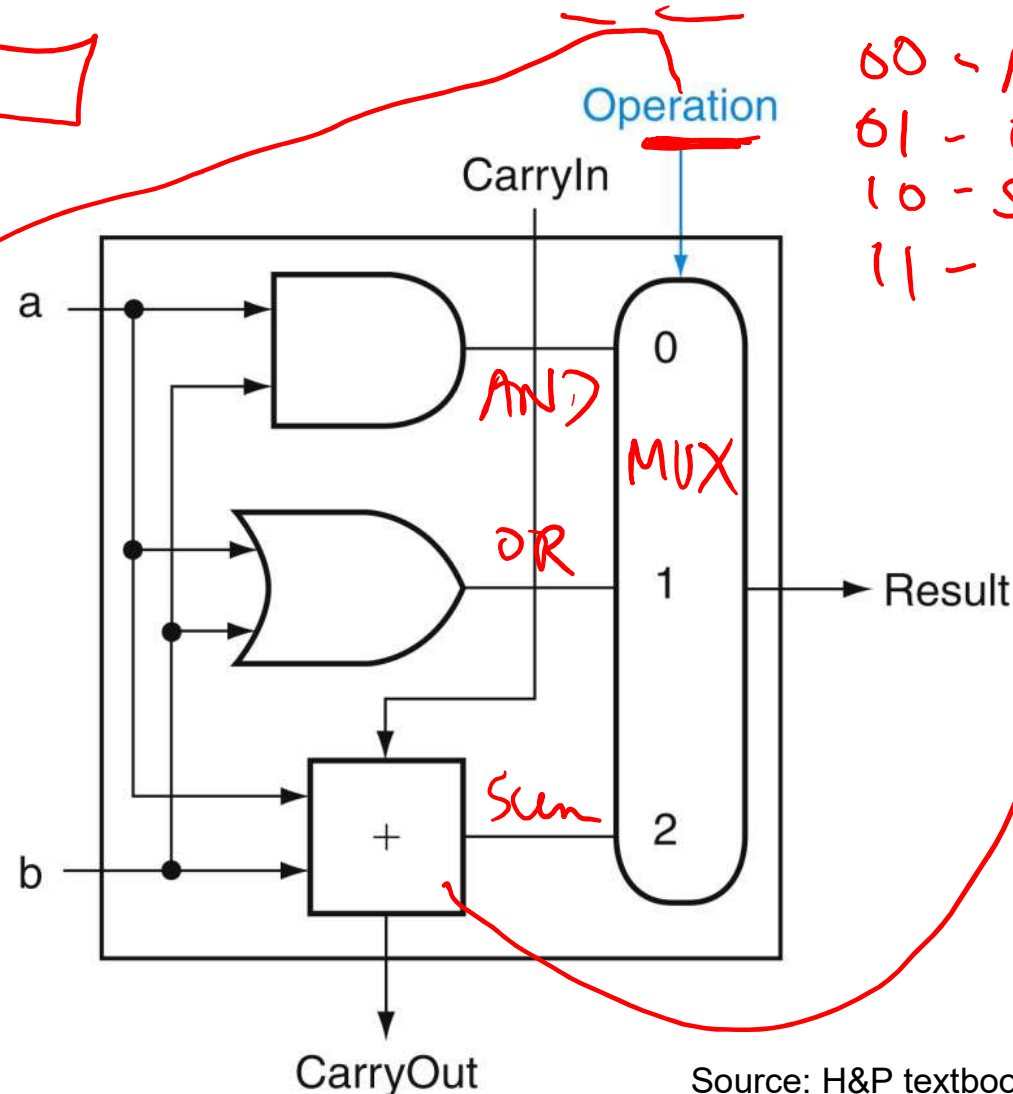 Operation
CarryIn
00 -
01 -
10 - S
11 -
a
0
AND
MUX
OR
1
Result
Sum
+
2
b
CarryOut
Source: H&P textboo